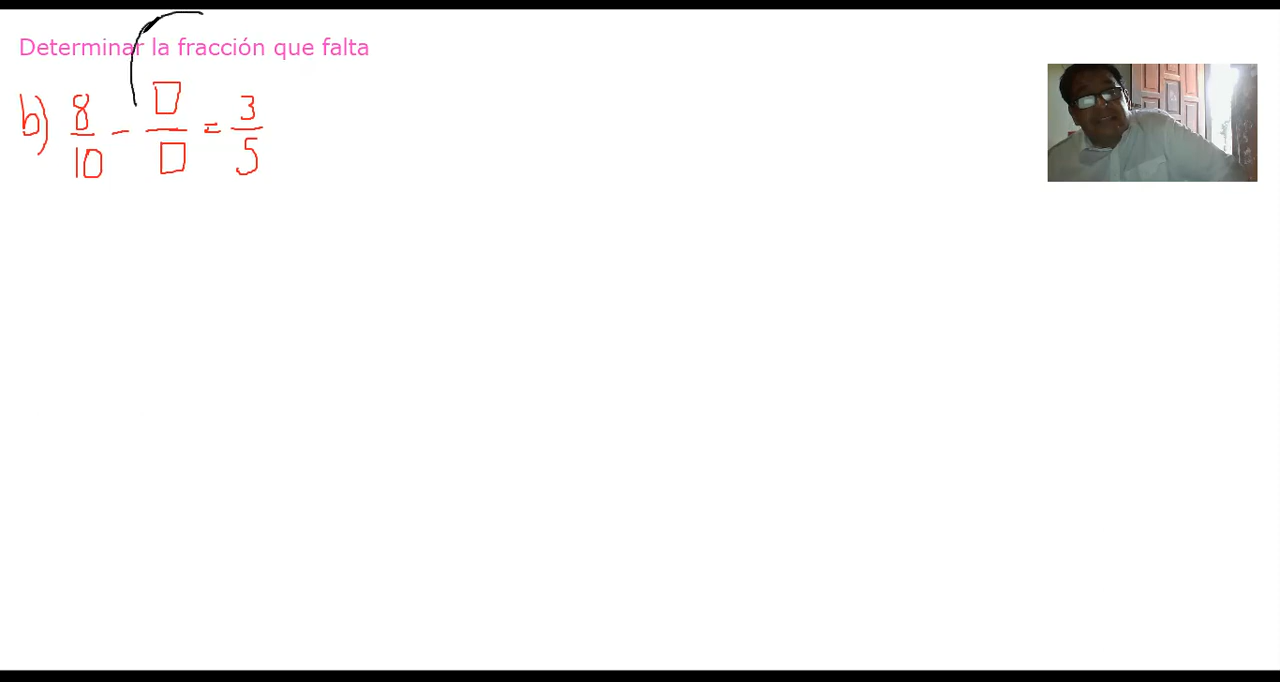 Determinar la fracción que falta
b) 8/10 - □/□ = 3/5